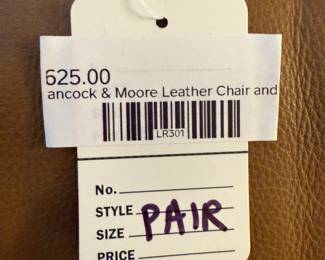 625.00
ancock & Moore Leather Chair and
LR301
No.
STYLE
PAIR
SIZE
PRICE